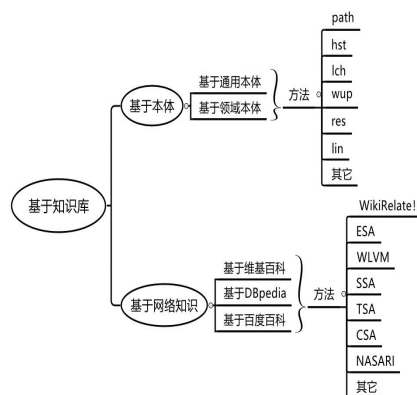 基于知识库
基于本体
基于通用本体
基于领域本体
方法
path
hst
lch
wup
res
lin
其它
基于网络知识
基于维基百科
基于DBpedia
基于百度百科
方法
WikiRelate!
ESA
WLVM
SSA
TSA
CSA
NASARI
其它